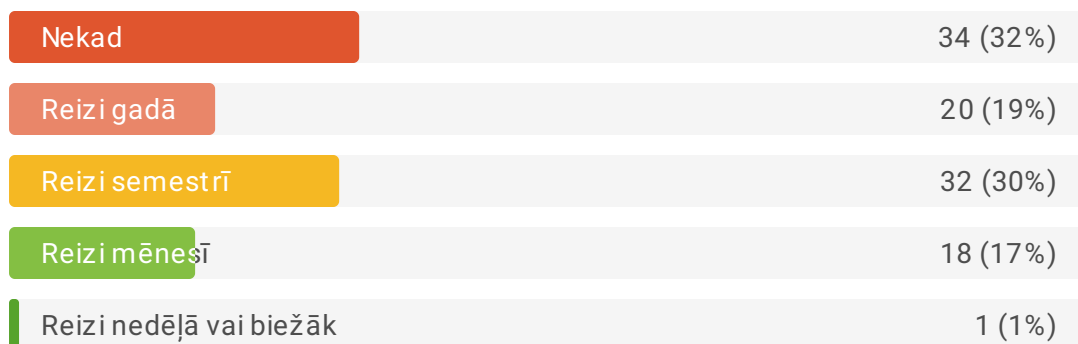 Nekad 34 (32%)
Reizi gadā 20 (19%)
Reizi semestrī 32 (30%)
Reizi mēnesī 18 (17%)
Reizi nedēļā vai biežāk 1 (1%)